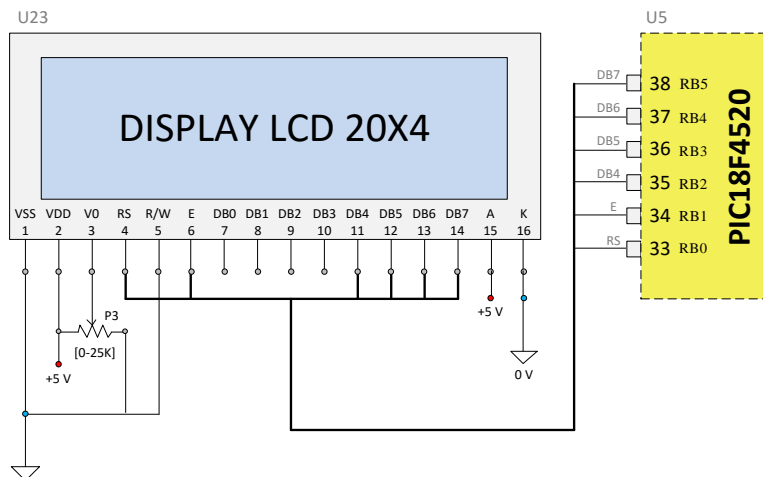 U23
U5
DISPLAY LCD 20X4
VSS VDD V0 RS R/W E DB0 DB1 DB2 DB3 DB4 DB5 DB6 DB7 A K
1 2 3 4 5 6 7 8 9 10 11 12 13 14 15 16
DB7 38 RB5
DB6 37 RB4
DB5 36 RB3
DB4 35 RB2
E 34 RB1
RS 33 RB0
PIC18F4520
P3
[0-25K]
+5 V
+5 V
0 V